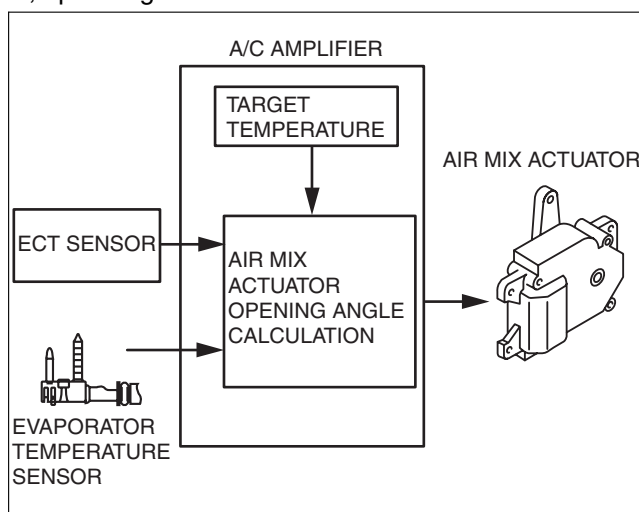 A/C AMPLIFIER
TARGET
TEMPERATURE
AIR MIX ACTUATOR
ECT SENSOR
AIR MIX
ACTUATOR
OPENING ANGLE
CALCULATION
EVAPORATOR
TEMPERATURE
SENSOR